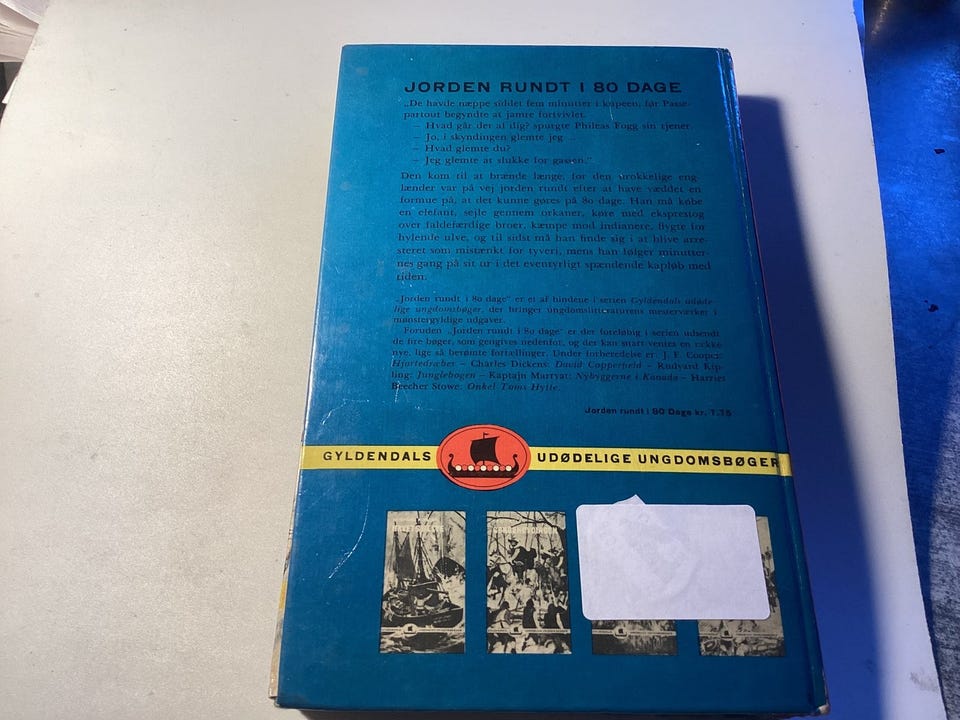 JORDEN RUNDT I 80 DAGE
„De havde næppe siddet fem minutter i kupeen, før Passe-
partout begyndte at jamre fortvivlet.
– Hvad går der af dig? spurgte Phileas Fogg sin tjener.
– Jo, i skyndingen glemte jeg ...
– Hvad glemte du?
– Jeg glemte at slukke for gassen.”
Den kom til at brænde længe, for den urokkelige eng-
lænder var på vej jorden rundt efter at have væddet en
formue på, at det kunne gøres på 80 dage. Han må købe
en elefant, sejle gennem orkaner, køre med eksprestog
over faldefærdige broer, kæmpe mod indianere, flygte for
hylende ulve, og til sidst må han finde sig i at blive arre-
steret som mistænkt for tyveri, mens han følger minutter-
nes gang på sit ur i det eventyrligt spændende kapløb med
tiden.
„Jorden rundt i 80 dage” er et af bindene i serien Gyldendals udøde-
lige ungdomsbøger, der bringer ungdomslitteraturens mesterværker i
mønstergyldige udgaver.
Foruden „Jorden rundt i 80 dage” er der foreløbig i serien udsendt
de fire bøger, som gengives nedenfor, og der kan snart ventes en række
nye, lige så berømte fortællinger. Under forberedelse er: J. F. Cooper:
Hjortedræber – Charles Dickens: David Copperfield – Rudyard Kip-
ling: Junglebogen – Kaptajn Marryat: Nybyggerne i Kanada – Harriet
Beecher Stowe: Onkel Toms Hytte.
Jorden rundt i 80 Dage kr. 7.75
GYLDENDALS UDØDELIGE UNGDOMSBØGER